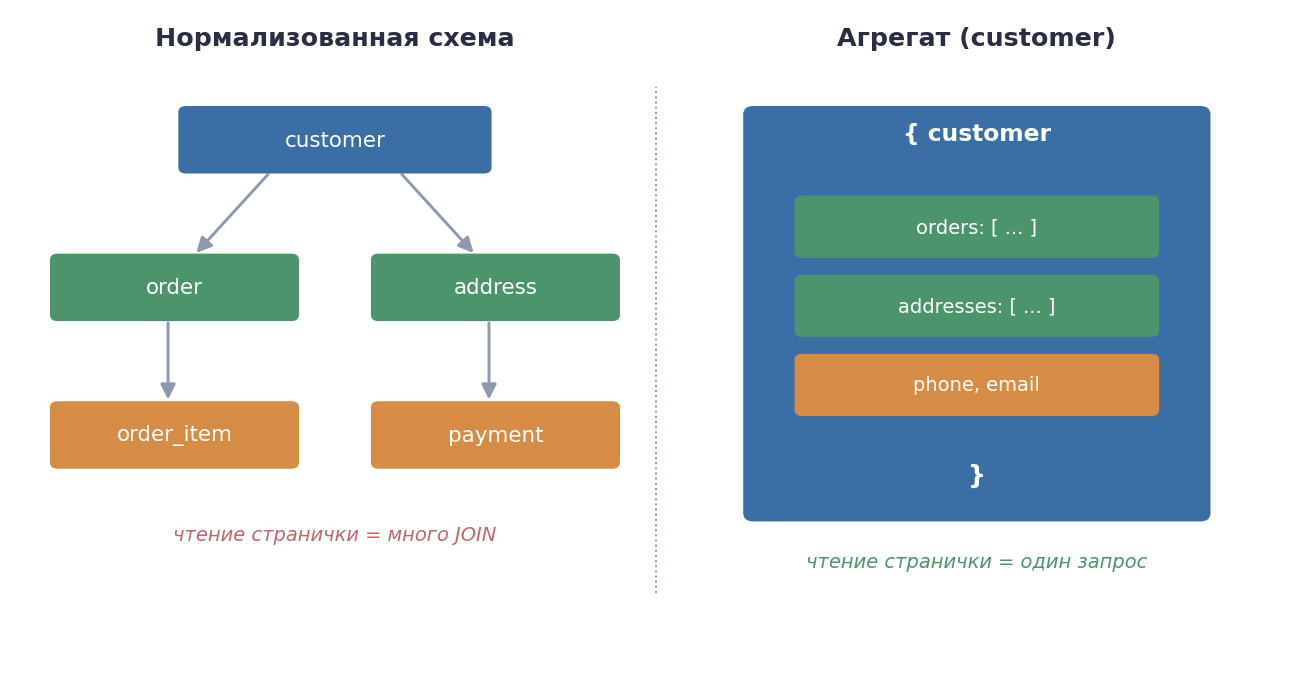 Нормализованная схема
customer
order
address
order_item
payment
чтение странички = много JOIN
Агрегат (customer)
{ customer
orders: [ ... ]
addresses: [ ... ]
phone, email
}
чтение странички = один запрос